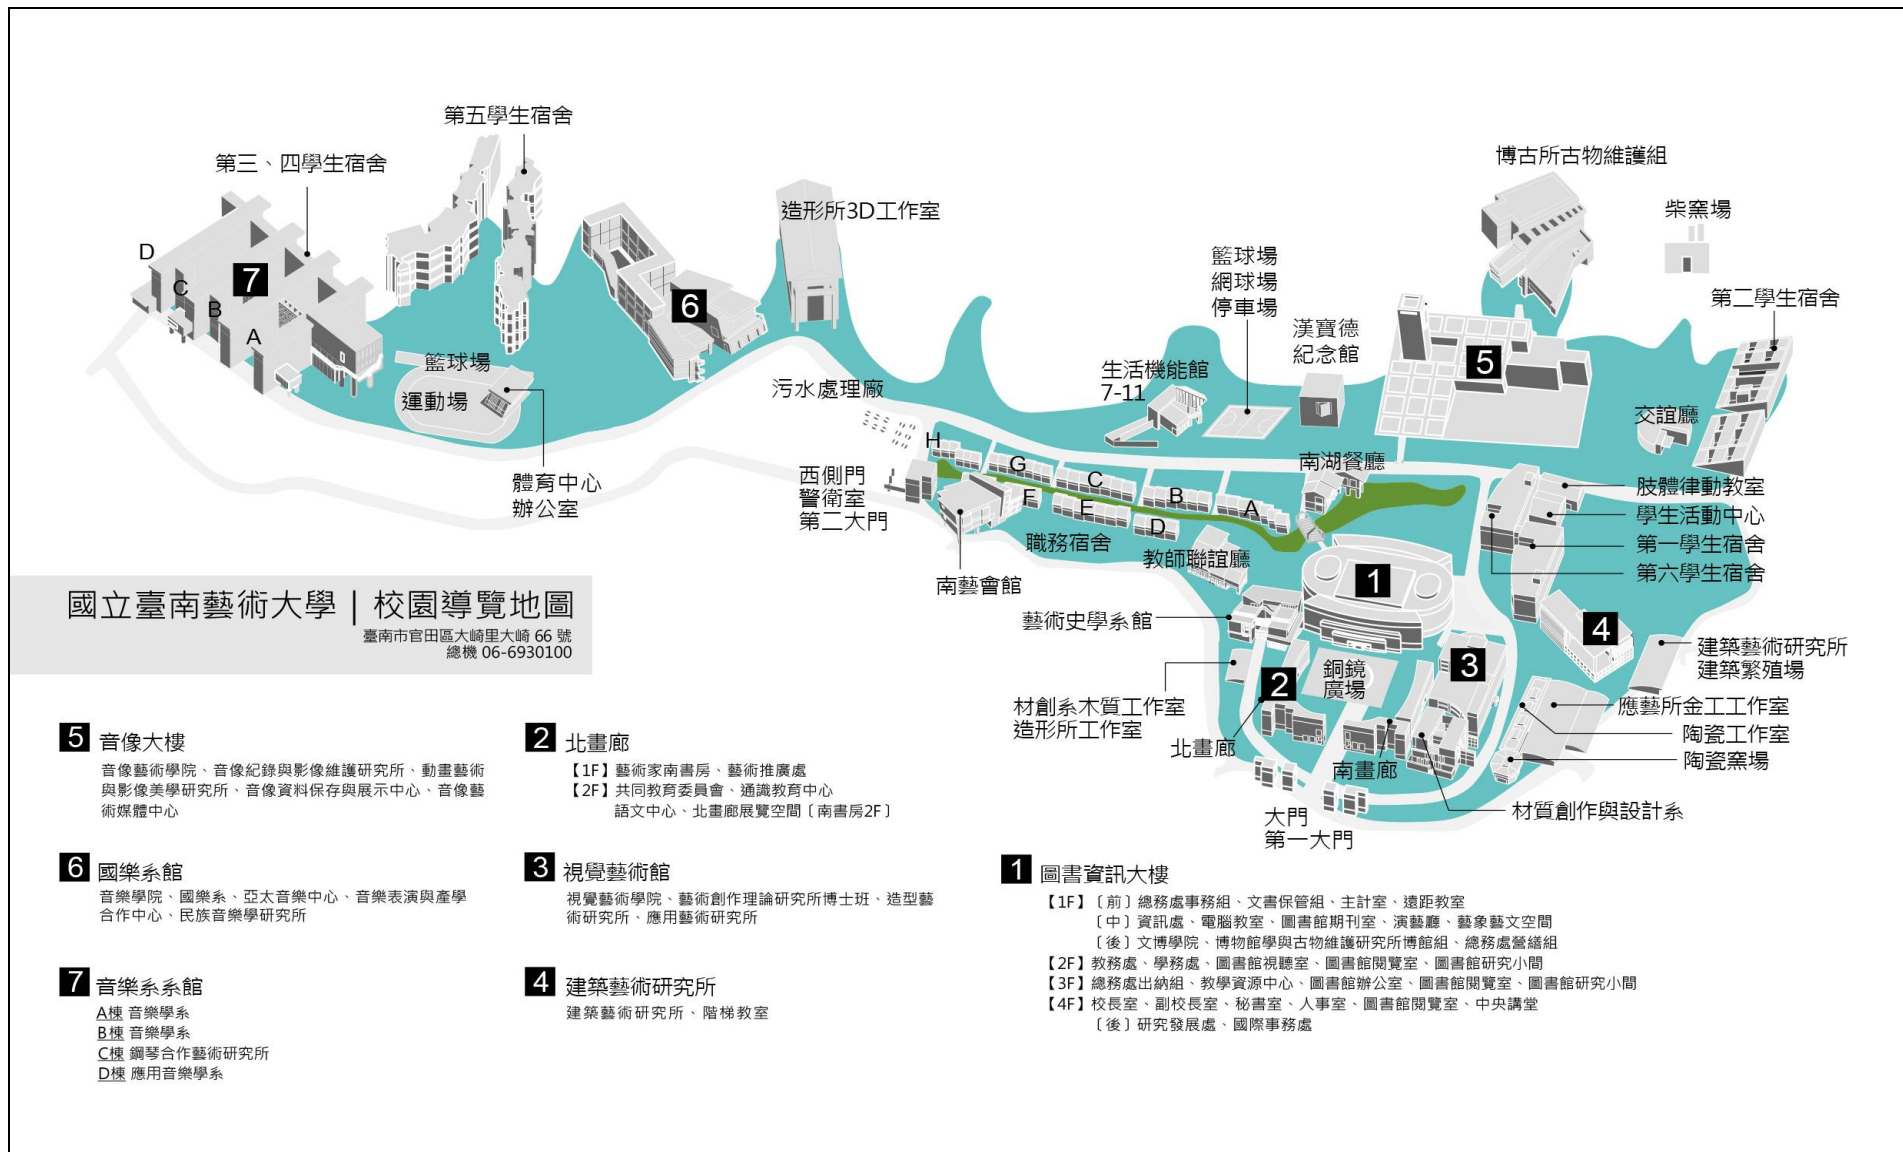 第五學生宿舍
第三、四學生宿舍
D
C
B
A
7
籃球場
運動場
體育中心
辦公室
6
造形所3D工作室
污水處理廠
西側門
警衛室
第二大門
南藝會館
H
G
C
B
A
F
E
D
職務宿舍
教師聯誼廳
生活機能館
7-11
籃球場
網球場
停車場
漢寶德
紀念館
南湖餐廳
博古所古物維護組
柴窯場
5
第二學生宿舍
交誼廳
肢體律動教室
學生活動中心
第一學生宿舍
第六學生宿舍
1
藝術史學系館
4
建築藝術研究所
建築繁殖場
3
2
銅鏡
廣場
材創系木質工作室
造形所工作室
北畫廊
南畫廊
應藝所金工工作室
陶瓷工作室
陶瓷窯場
材質創作與設計系
大門
第一大門
國立臺南藝術大學 | 校園導覽地圖
臺南市官田區大崎里大崎 66 號
總機 06-6930100
5 音像大樓
音像藝術學院、音像紀錄與影像維護研究所、動畫藝術
與影像美學研究所、音像資料保存與展示中心、音像藝
術媒體中心
6 國樂系館
音樂學院、國樂系、亞太音樂中心、音樂表演與產學
合作中心、民族音樂學研究所
7 音樂系系館
A棟 音樂學系
B棟 音樂學系
C棟 鋼琴合作藝術研究所
D棟 應用音樂學系
2 北畫廊
【1F】藝術家南書房、藝術推廣處
【2F】共同教育委員會、通識教育中心
語文中心、北畫廊展覽空間〔南書房2F〕
3 視覺藝術館
視覺藝術學院、藝術創作理論研究所博士班、造型藝
術研究所、應用藝術研究所
4 建築藝術研究所
建築藝術研究所、階梯教室
1 圖書資訊大樓
【1F】〔前〕總務處事務組、文書保管組、主計室、遠距教室
〔中〕資訊處、電腦教室、圖書館期刊室、演藝廳、藝象藝文空間
〔後〕文博學院、博物館學與古物維護研究所博館組、總務處營繕組
【2F】教務處、學務處、圖書館視聽室、圖書館閱覽室、圖書館研究小間
【3F】總務處出納組、教學資源中心、圖書館辦公室、圖書館閱覽室、圖書館研究小間
【4F】校長室、副校長室、秘書室、人事室、圖書館閱覽室、中央講堂
〔後〕研究發展處、國際事務處